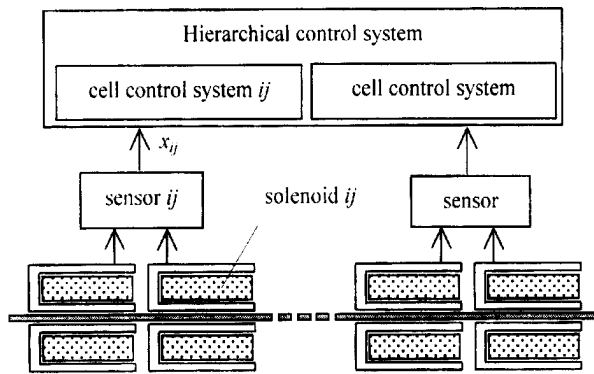 Hierarchical control system
cell control system ij
cell control system
x_ij
sensor ij
solenoid ij
sensor